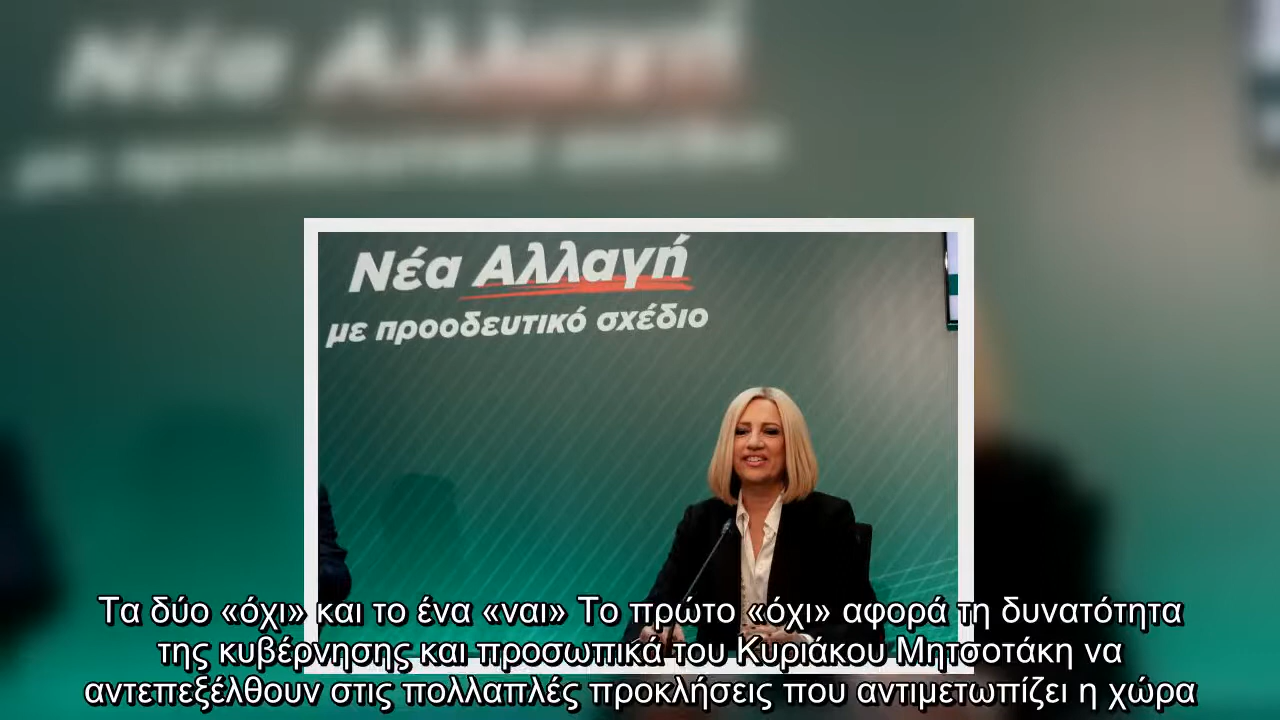 Νέα Αλλαγή
με προοδευτικό σχέδιο
Τα δύο «όχι» και το ένα «ναι» Το πρώτο «όχι» αφορά τη δυνατότητα
της κυβέρνησης και προσωπικά του Κυριάκου Μητσοτάκη να
αντεπεξέλθουν στις πολλαπλές προκλήσεις που αντιμετωπίζει η χώρα